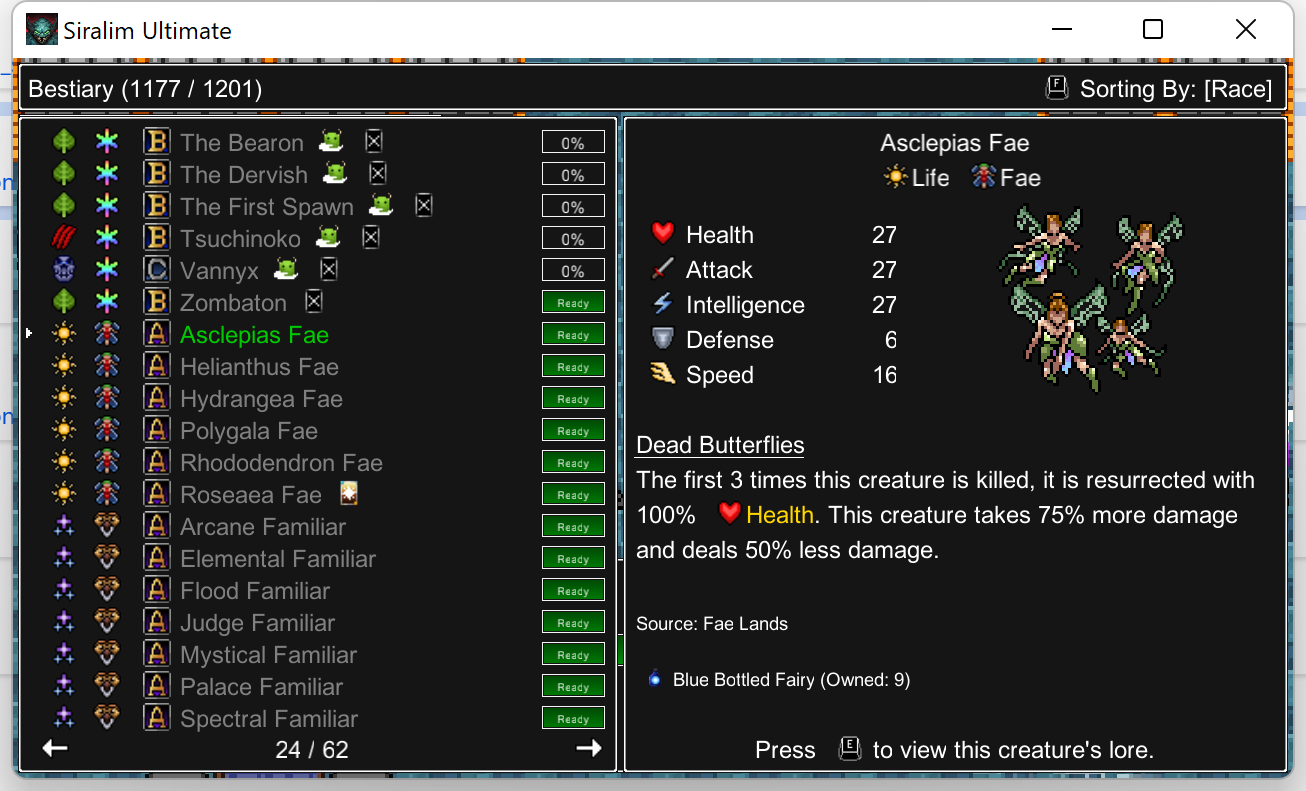 Siralim Ultimate
Bestiary (1177 / 1201)
F Sorting By: [Race]
B The Bearon 0%
B The Dervish 0%
B The First Spawn 0%
B Tsuchinoko 0%
C Vannyx 0%
B Zombaton Ready
A Asclepias Fae Ready
A Helianthus Fae Ready
A Hydrangea Fae Ready
A Polygala Fae Ready
A Rhododendron Fae Ready
A Roseaea Fae Ready
A Arcane Familiar Ready
A Elemental Familiar Ready
A Flood Familiar Ready
A Judge Familiar Ready
A Mystical Familiar Ready
A Palace Familiar Ready
A Spectral Familiar Ready
24 / 62
Asclepias Fae
Life Fae
Health 27
Attack 27
Intelligence 27
Defense 6
Speed 16
Dead Butterflies
The first 3 times this creature is killed, it is resurrected with
100% Health. This creature takes 75% more damage
and deals 50% less damage.
Source: Fae Lands
Blue Bottled Fairy (Owned: 9)
Press E to view this creature's lore.